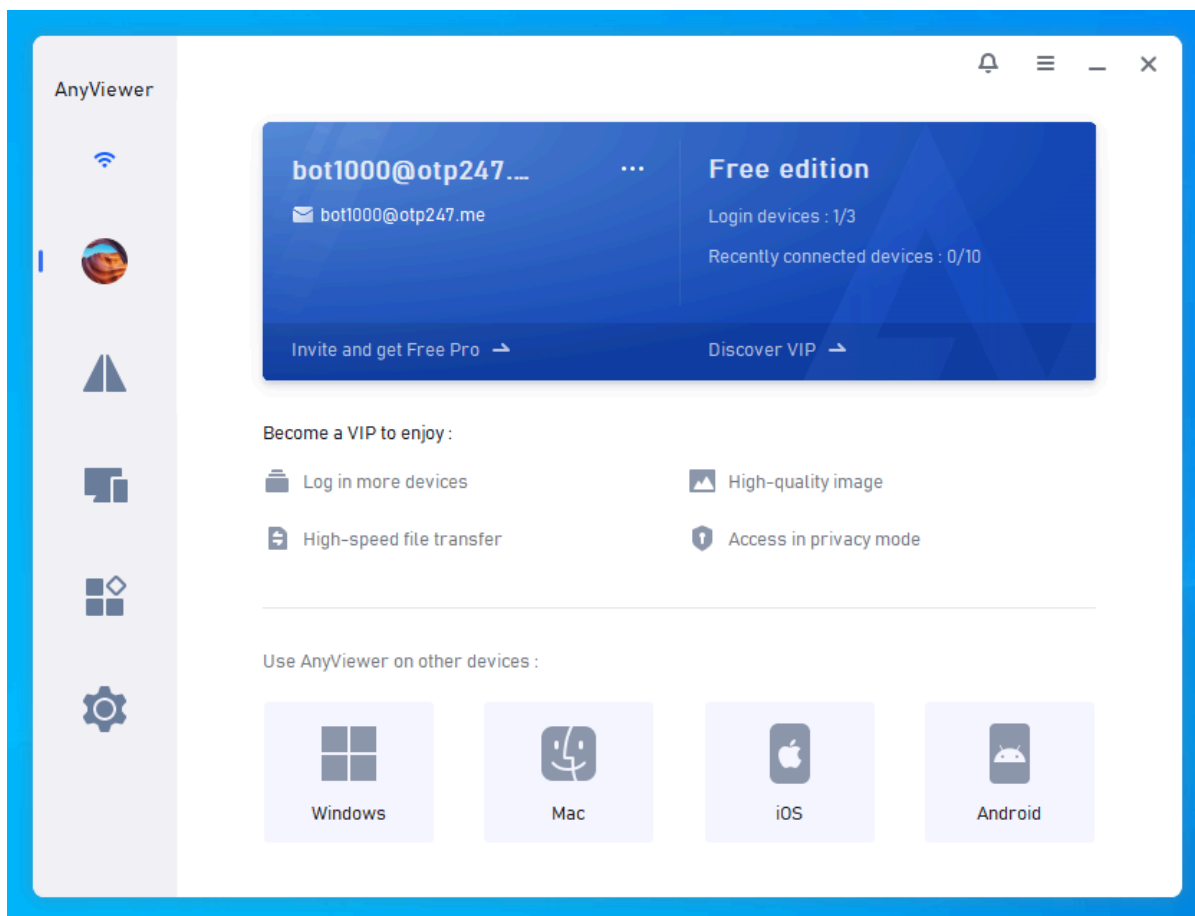 AnyViewer
bot1000@otp247.…
bot1000@otp247.me
Free edition
Login devices : 1/3
Recently connected devices : 0/10
Invite and get Free Pro
Discover VIP
Become a VIP to enjoy :
Log in more devices
High-quality image
High-speed file transfer
Access in privacy mode
Use AnyViewer on other devices :
Windows
Mac
iOS
Android